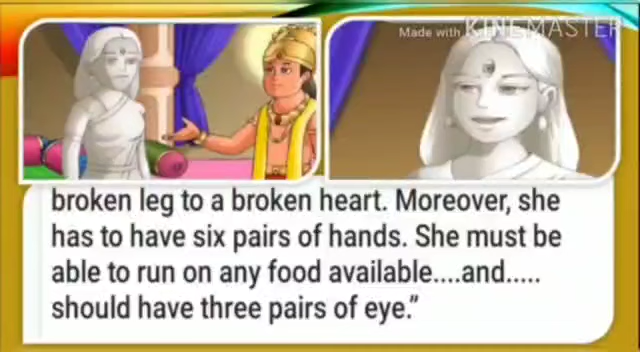 Made with KINEMASTER
broken leg to a broken heart. Moreover, she
has to have six pairs of hands. She must be
able to run on any food available....and.....
should have three pairs of eye."